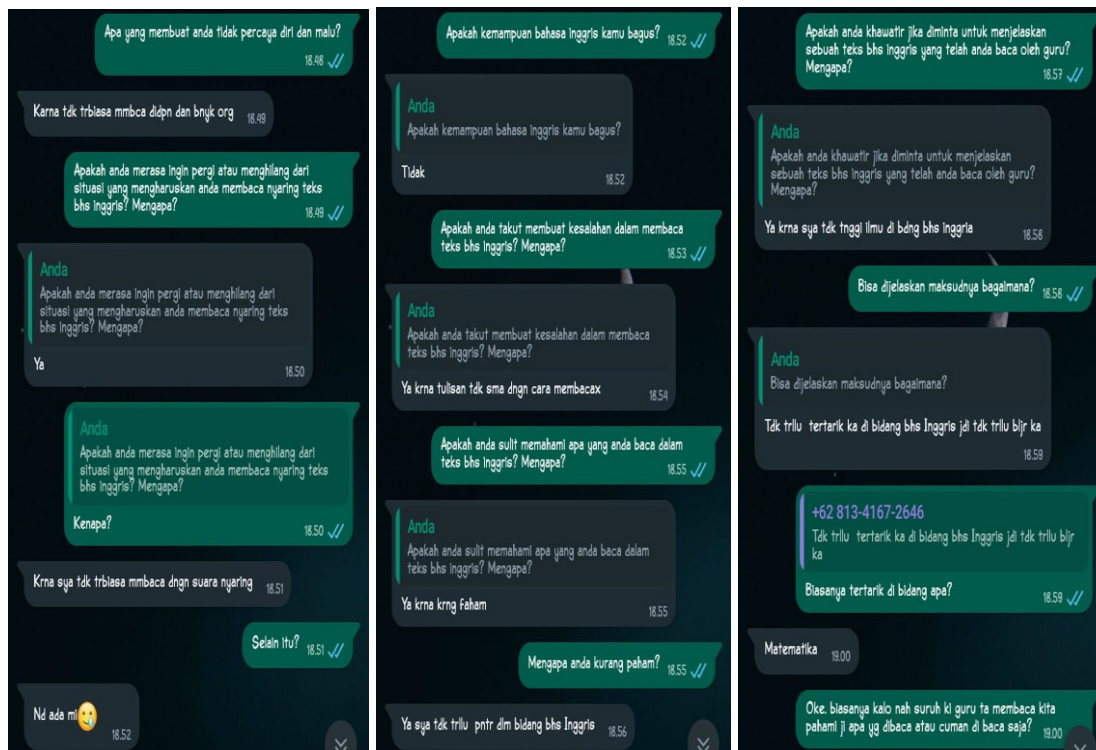 Apa yang membuat anda tidak percaya diri dan malu?
18.48
Karna tdk trbiasa mmbca didpn dan bnyk org 18.49
Apakah anda merasa ingin pergi atau menghilang dari
situasi yang mengharuskan anda membaca nyaring teks
bhs inggris? Mengapa?
18.49
Anda
Apakah anda merasa ingin pergi atau menghilang dari
situasi yang mengharuskan anda membaca nyaring teks
bhs inggris? Mengapa?
Ya
18.50
Anda
Apakah anda merasa ingin pergi atau menghilang dari
situasi yang mengharuskan anda membaca nyaring teks
bhs inggris? Mengapa?
Kenapa?
18.50
Krna sya tdk trbiasa mmbaca dngn suara nyaring 18.51
Selain itu? 18.51
Nd ada mi🥲
18.52
Apakah kemampuan bahasa inggris kamu bagus? 18.52
Anda
Apakah kemampuan bahasa inggris kamu bagus?
Tidak
18.52
Apakah anda takut membuat kesalahan dalam membaca
teks bhs inggris? Mengapa?
18.53
Anda
Apakah anda takut membuat kesalahan dalam membaca
teks bhs inggris? Mengapa?
Ya krna tulisan tdk sma dngn cara membacax
18.54
Apakah anda sulit memahami apa yang anda baca dalam
teks bhs inggris? Mengapa?
18.55
Anda
Apakah anda sulit memahami apa yang anda baca dalam
teks bhs inggris? Mengapa?
Ya krna krng faham
18.55
Mengapa anda kurang paham? 18.55
Ya sya tdk trllu pntr dlm bidang bhs Inggris 18.56
Apakah anda khawatir jika diminta untuk menjelaskan
sebuah teks bhs inggris yang telah anda baca oleh guru?
Mengapa?
18.57
Anda
Apakah anda khawatir jika diminta untuk menjelaskan
sebuah teks bhs inggris yang telah anda baca oleh guru?
Mengapa?
Ya krna sya tdk tnggi ilmu di bdng bhs inggria
18.58
Bisa dijelaskan maksudnya bagaimana? 18.58
Anda
Bisa dijelaskan maksudnya bagaimana?
Tdk trllu tertarik ka di bidang bhs Inggris jdi tdk trllu bljr ka
18.59
+62 813-4167-2646
Tdk trllu tertarik ka di bidang bhs Inggris jdi tdk trllu bljr
ka
Biasanya tertarik di bidang apa?
18.59
Matematika 19.00
Oke. biasanya kalo nah suruh ki guru ta membaca kita
pahami ji apa yg dibaca atau cuman di baca saja? 19.00